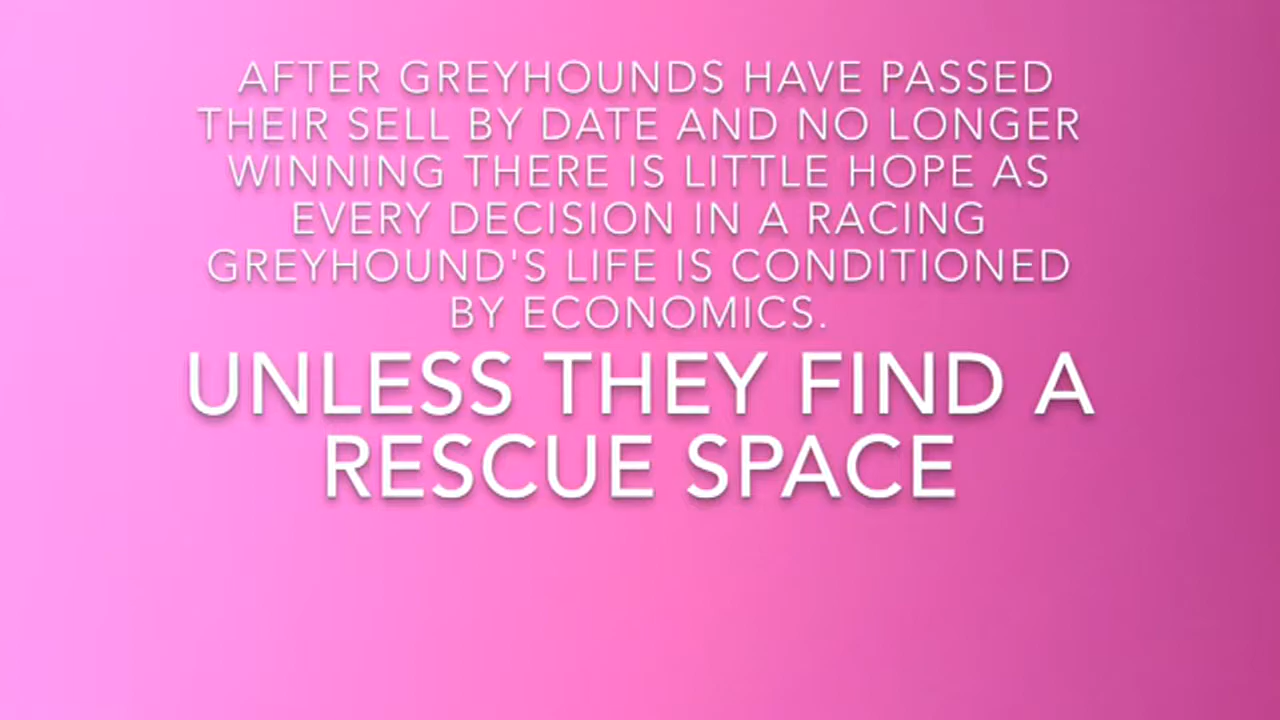 AFTER GREYHOUNDS HAVE PASSED
THEIR SELL BY DATE AND NO LONGER
WINNING THERE IS LITTLE HOPE AS
EVERY DECISION IN A RACING
GREYHOUND'S LIFE IS CONDITIONED
BY ECONOMICS.
UNLESS THEY FIND A
RESCUE SPACE